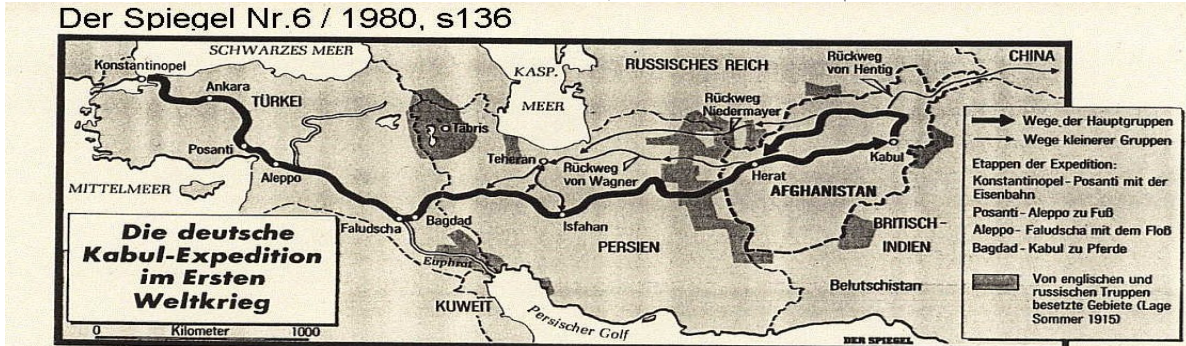 Der Spiegel Nr.6 / 1980, s136
SCHWARZES MEER
Konstantinopel
Ankara
TÜRKEI
Posanti
Aleppo
MITTELMEER
KASP.
MEER
Täbris
Teheran
RUSSISCHES REICH
Rückweg
von Hentig
CHINA
Rückweg
Niedermayer
Rückweg
von Wagner
Herat
Kabul
AFGHANISTAN
Faludscha
Bagdad
Isfahan
PERSIEN
BRITISCH-
INDIEN
Euphrat
KUWEIT
Persischer Golf
Belutschistan
Die deutsche
Kabul-Expedition
im Ersten
Weltkrieg
0 Kilometer 1000
Wege der Hauptgruppen
Wege kleinerer Gruppen
Etappen der Expedition:
Konstantinopel-Posanti mit der
Eisenbahn
Posanti-Aleppo zu Fuß
Aleppo-Faludscha mit dem Floß
Bagdad-Kabul zu Pferde
Von englischen und
russischen Truppen
besetzte Gebiete (Lage
Sommer 1915)
DER SPIEGEL